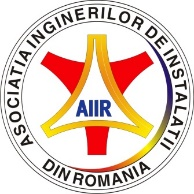 ASOCIATIA INGINERILOR DE INSTALATII
AIIR
DIN ROMANIA